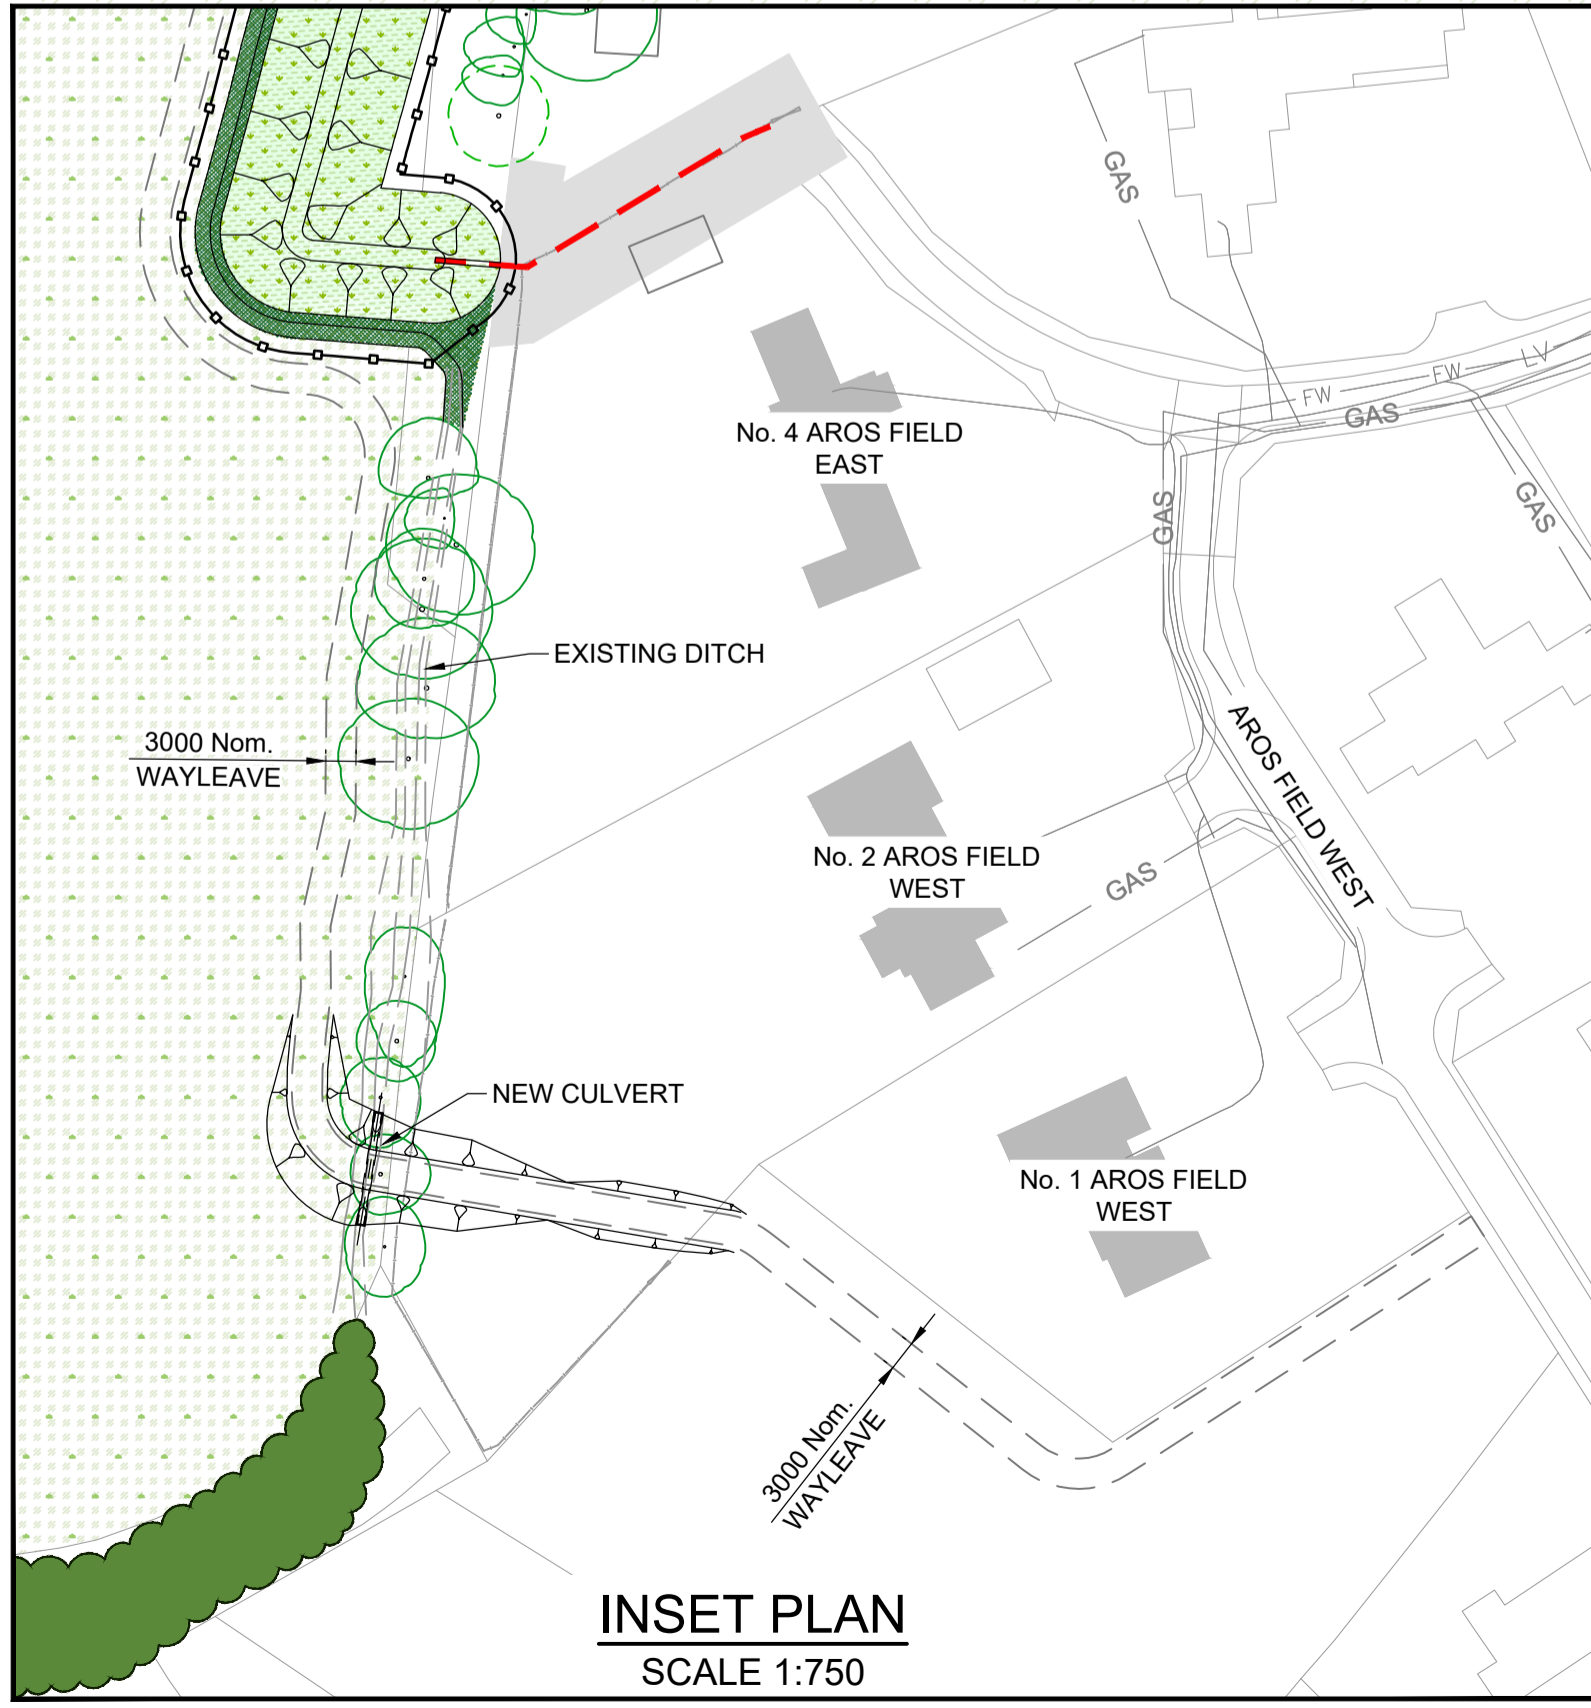 GAS
FW
FW
LV
GAS
No. 4 AROS FIELD
EAST
GAS
GAS
EXISTING DITCH
AROS FIELD WEST
3000 Nom.
WAYLEAVE
No. 2 AROS FIELD
WEST
GAS
NEW CULVERT
No. 1 AROS FIELD
WEST
3000 Nom.
WAYLEAVE
INSET PLAN
SCALE 1:750